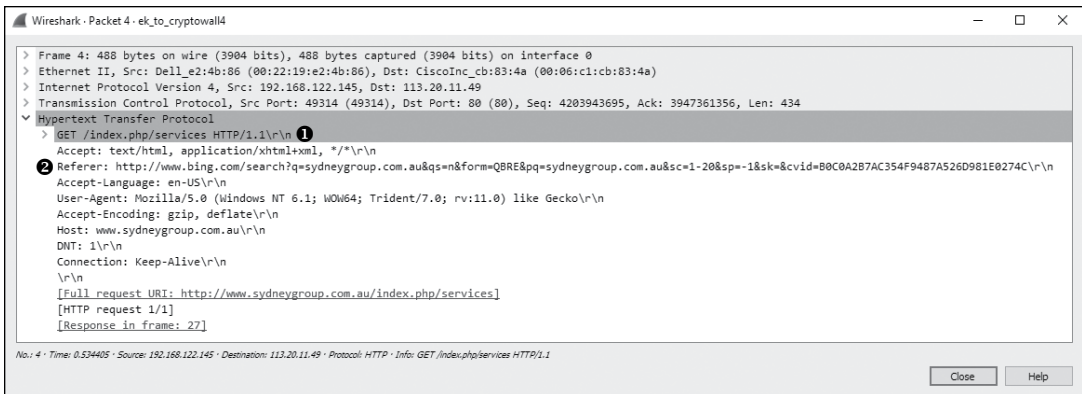 Wireshark · Packet 4 · ek_to_cryptowall4
> Frame 4: 488 bytes on wire (3904 bits), 488 bytes captured (3904 bits) on interface 0
> Ethernet II, Src: Dell_e2:4b:86 (00:22:19:e2:4b:86), Dst: CiscoInc_cb:83:4a (00:06:c1:cb:83:4a)
> Internet Protocol Version 4, Src: 192.168.122.145, Dst: 113.20.11.49
> Transmission Control Protocol, Src Port: 49314 (49314), Dst Port: 80 (80), Seq: 4203943695, Ack: 3947361356, Len: 434
Hypertext Transfer Protocol
> GET /index.php/services HTTP/1.1\r\n ❶
Accept: text/html, application/xhtml+xml, */*\r\n
❷ Referer: http://www.bing.com/search?q=sydneygroup.com.au&qs=n&form=QBRE&pq=sydneygroup.com.au&sc=1-20&sp=-1&sk=&cvid=B0C0A2B7AC354F9487A526D981E0274C\r\n
Accept-Language: en-US\r\n
User-Agent: Mozilla/5.0 (Windows NT 6.1; WOW64; Trident/7.0; rv:11.0) like Gecko\r\n
Accept-Encoding: gzip, deflate\r\n
Host: www.sydneygroup.com.au\r\n
DNT: 1\r\n
Connection: Keep-Alive\r\n
\r\n
[Full request URI: http://www.sydneygroup.com.au/index.php/services]
[HTTP request 1/1]
[Response in frame: 27]
No.: 4 · Time: 0.534405 · Source: 192.168.122.145 · Destination: 113.20.11.49 · Protocol: HTTP · Info: GET /index.php/services HTTP/1.1
Close Help